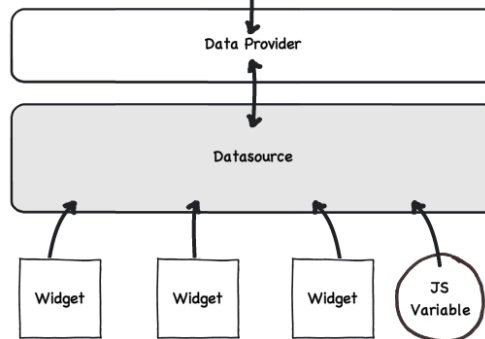 Data Provider
Datasource
Widget
Widget
Widget
JS
Variable